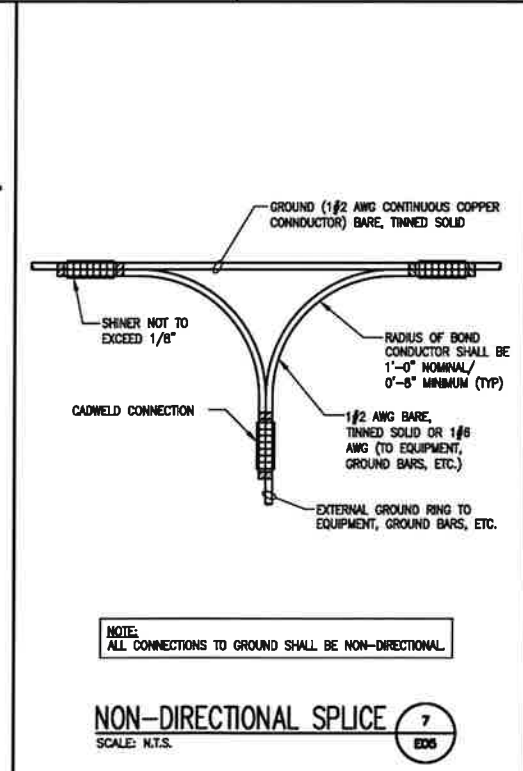 GROUND (1#2 AWG CONTINUOUS COPPER
CONNDUCTOR) BARE, TINNED SOLID
SHINER NOT TO
EXCEED 1/8"
RADIUS OF BOND
CONDUCTOR SHALL BE
1'-0" NOMINAL/
0'-8" MINIMUM (TYP)
CADWELD CONNECTION
1#2 AWG BARE,
TINNED SOLID OR 1#6
AWG (TO EQUIPMENT,
GROUND BARS, ETC.)
EXTERNAL GROUND RING TO
EQUIPMENT, GROUND BARS, ETC.
NOTE:
ALL CONNECTIONS TO GROUND SHALL BE NON-DIRECTIONAL
NON-DIRECTIONAL SPLICE
7
E05
SCALE: N.T.S.